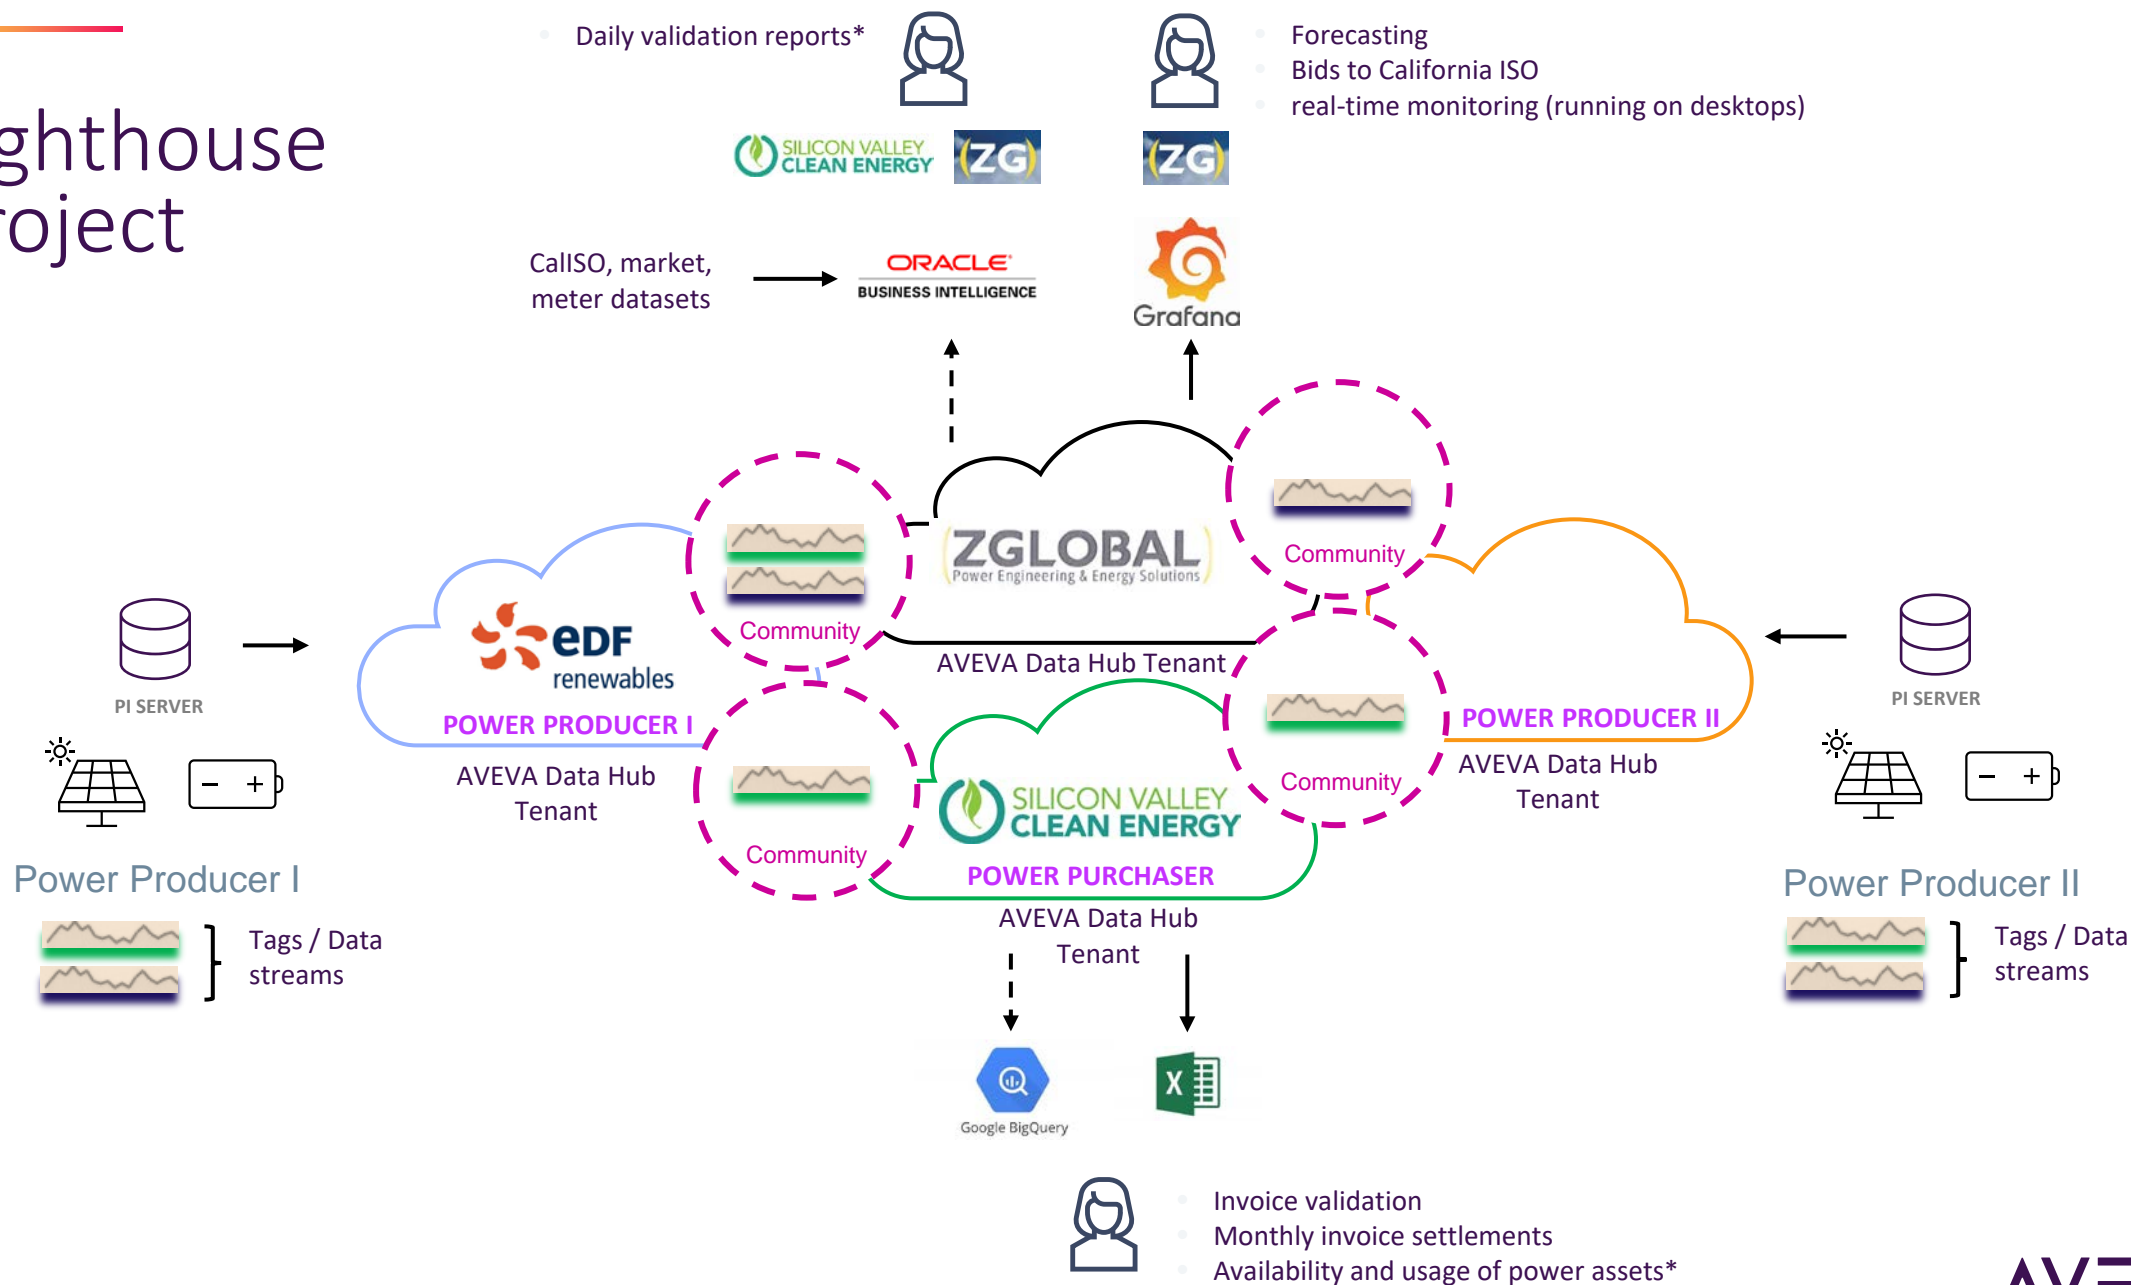 ghthouse
roject
Daily validation reports*
Forecasting
Bids to California ISO
real-time monitoring (running on desktops)
SILICON VALLEY
CLEAN ENERGY
(ZG)
(ZG)
CalISO, market,
meter datasets
ORACLE
BUSINESS INTELLIGENCE
Grafana
ZGLOBAL
Power Engineering & Energy Solutions
Community
Community
AVEVA Data Hub Tenant
eDF
renewables
POWER PRODUCER I
AVEVA Data Hub
Tenant
POWER PRODUCER II
AVEVA Data Hub
Tenant
PI SERVER
PI SERVER
Community
Community
SILICON VALLEY
CLEAN ENERGY
POWER PURCHASER
AVEVA Data Hub
Tenant
Power Producer I
Tags / Data
streams
Power Producer II
Tags / Data
streams
Google BigQuery
X
Invoice validation
Monthly invoice settlements
Availability and usage of power assets*